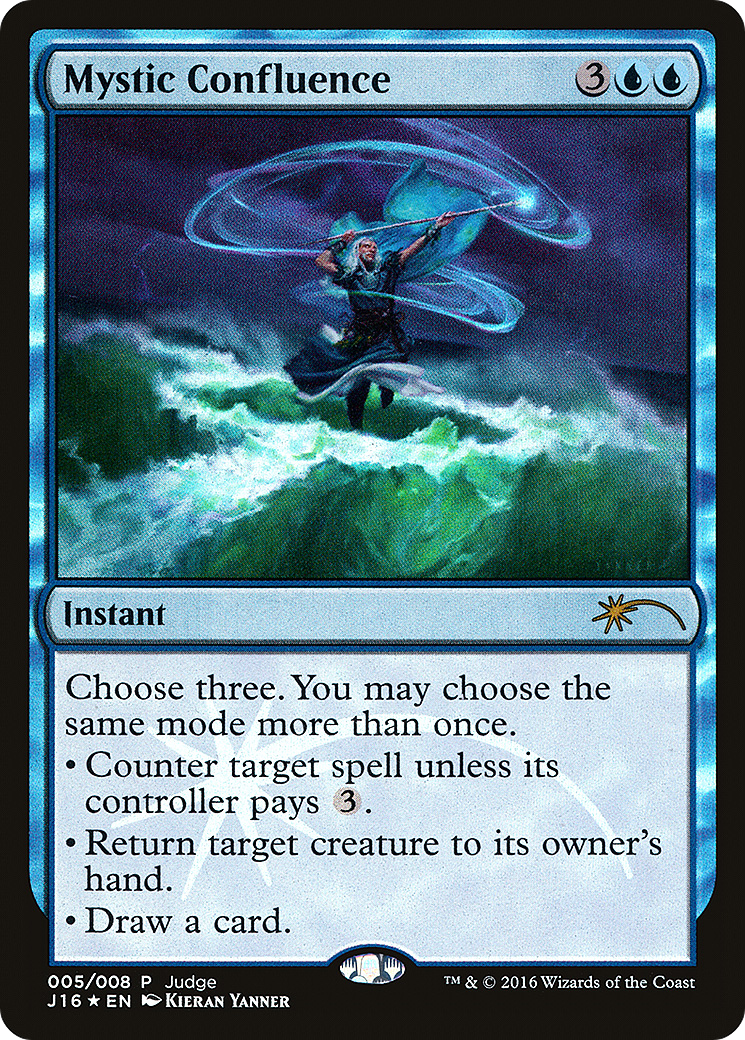 Mystic Confluence 3
Instant
Choose three. You may choose the
same mode more than once.
• Counter target spell unless its
controller pays 3.
• Return target creature to its owner's
hand.
• Draw a card.
005/008 P Judge
J16 ★ EN KIERAN YANNER
™ & © 2016 Wizards of the Coast